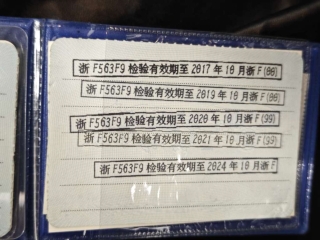 浙 F563F9 检验有效期至 2017 年 10 月浙 F(00)
浙 F563F9 检验有效期至 2019 年 10 月浙 F(00)
浙 F563F9 检验有效期至 2020 年 10 月浙 F(99)
浙 F563F9 检验有效期至 2021 年 10 月浙 F(99)
浙 F563F9 检验有效期至 2024 年 10 月浙 F